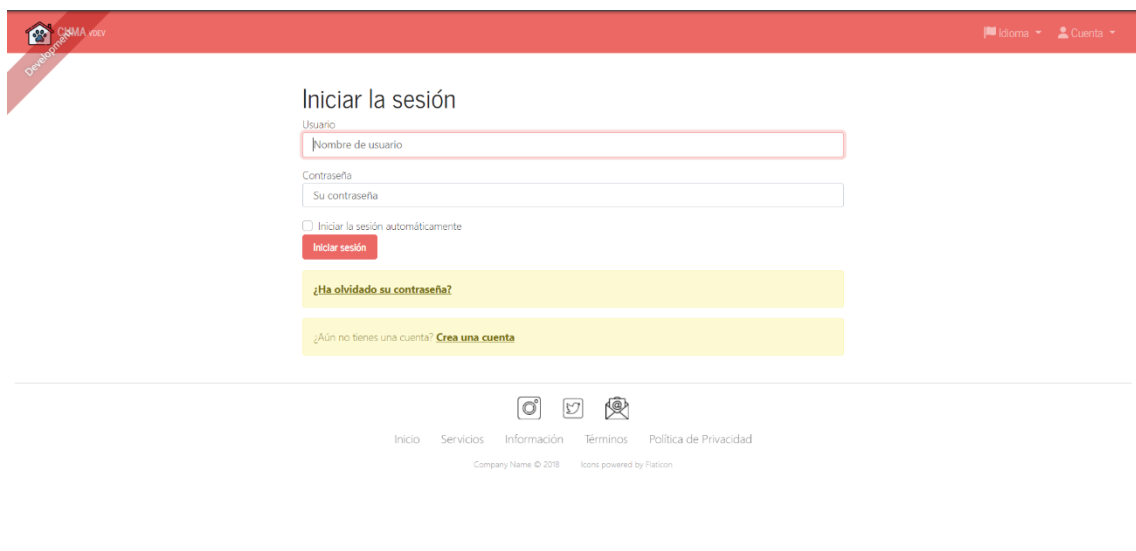 CHMA vDEV
Idioma Cuenta
Development
Iniciar la sesión
Usuario
Nombre de usuario
Contraseña
Su contraseña
Iniciar la sesión automáticamente
Iniciar sesión
¿Ha olvidado su contraseña?
¿Aún no tienes una cuenta? Crea una cuenta
Inicio Servicios Información Términos Política de Privacidad
Company Name © 2018 Icons powered by Flaticon